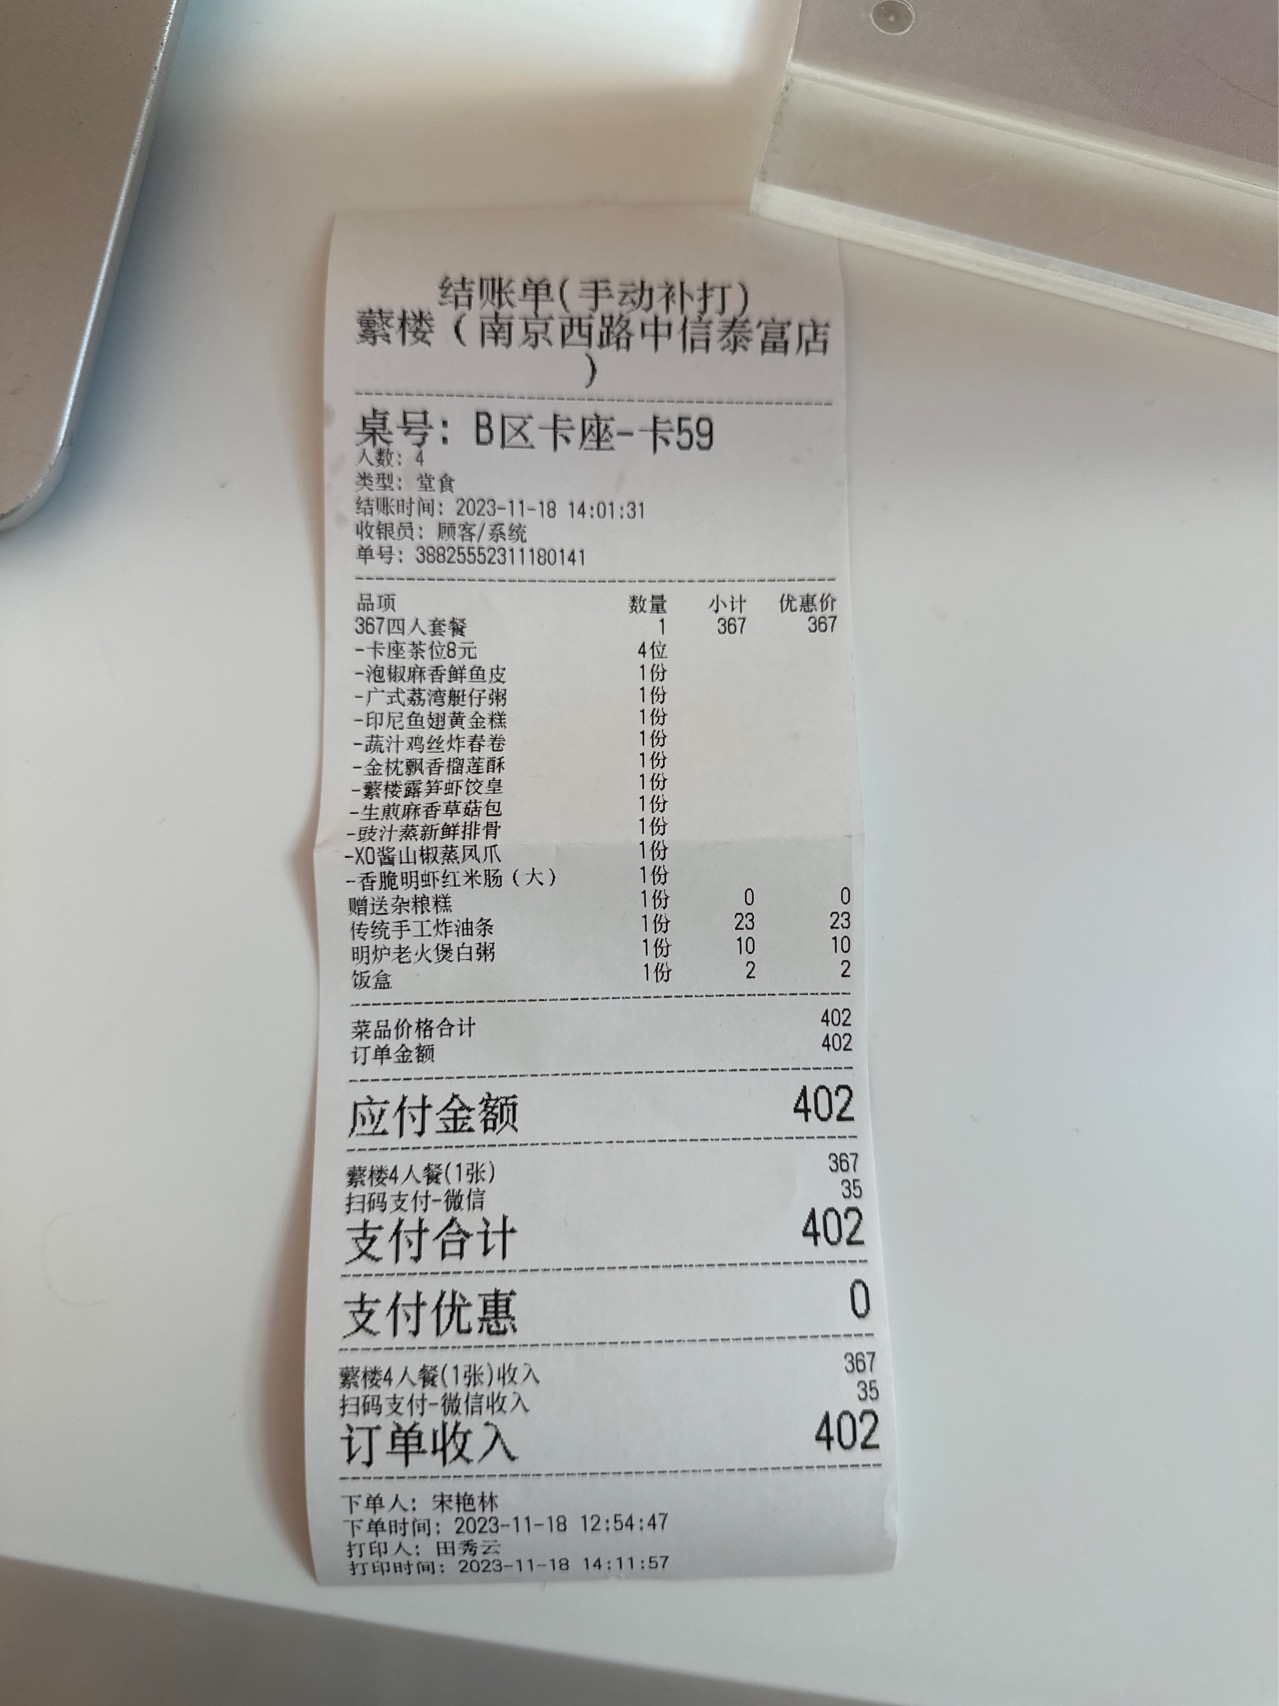 结账单(手动补打)
蘩楼（南京西路中信泰富店
）
桌号: B区卡座-卡59
人数: 4
类型: 堂食
结账时间: 2023-11-18 14:01:31
收银员: 顾客/系统
单号: 38825552311180141
品项 数量 小计 优惠价
367四人套餐 1 367 367
-卡座茶位8元 4位
-泡椒麻香鲜鱼皮 1份
-广式荔湾艇仔粥 1份
-印尼鱼翅黄金糕 1份
-蔬汁鸡丝炸春卷 1份
-金枕飘香榴莲酥 1份
-蘩楼露笋虾饺皇 1份
-生煎麻香草菇包 1份
-豉汁蒸新鲜排骨 1份
-XO酱山椒蒸凤爪 1份
-香脆明虾红米肠（大） 1份
赠送杂粮糕 1份 0 0
传统手工炸油条 1份 23 23
明炉老火煲白粥 1份 10 10
饭盒 1份 2 2
菜品价格合计 402
订单金额 402
应付金额 402
蘩楼4人餐(1张) 367
扫码支付-微信 35
支付合计 402
支付优惠 0
蘩楼4人餐(1张)收入 367
扫码支付-微信收入 35
订单收入 402
下单人: 宋艳林
下单时间: 2023-11-18 12:54:47
打印人: 田秀云
打印时间: 2023-11-18 14:11:57